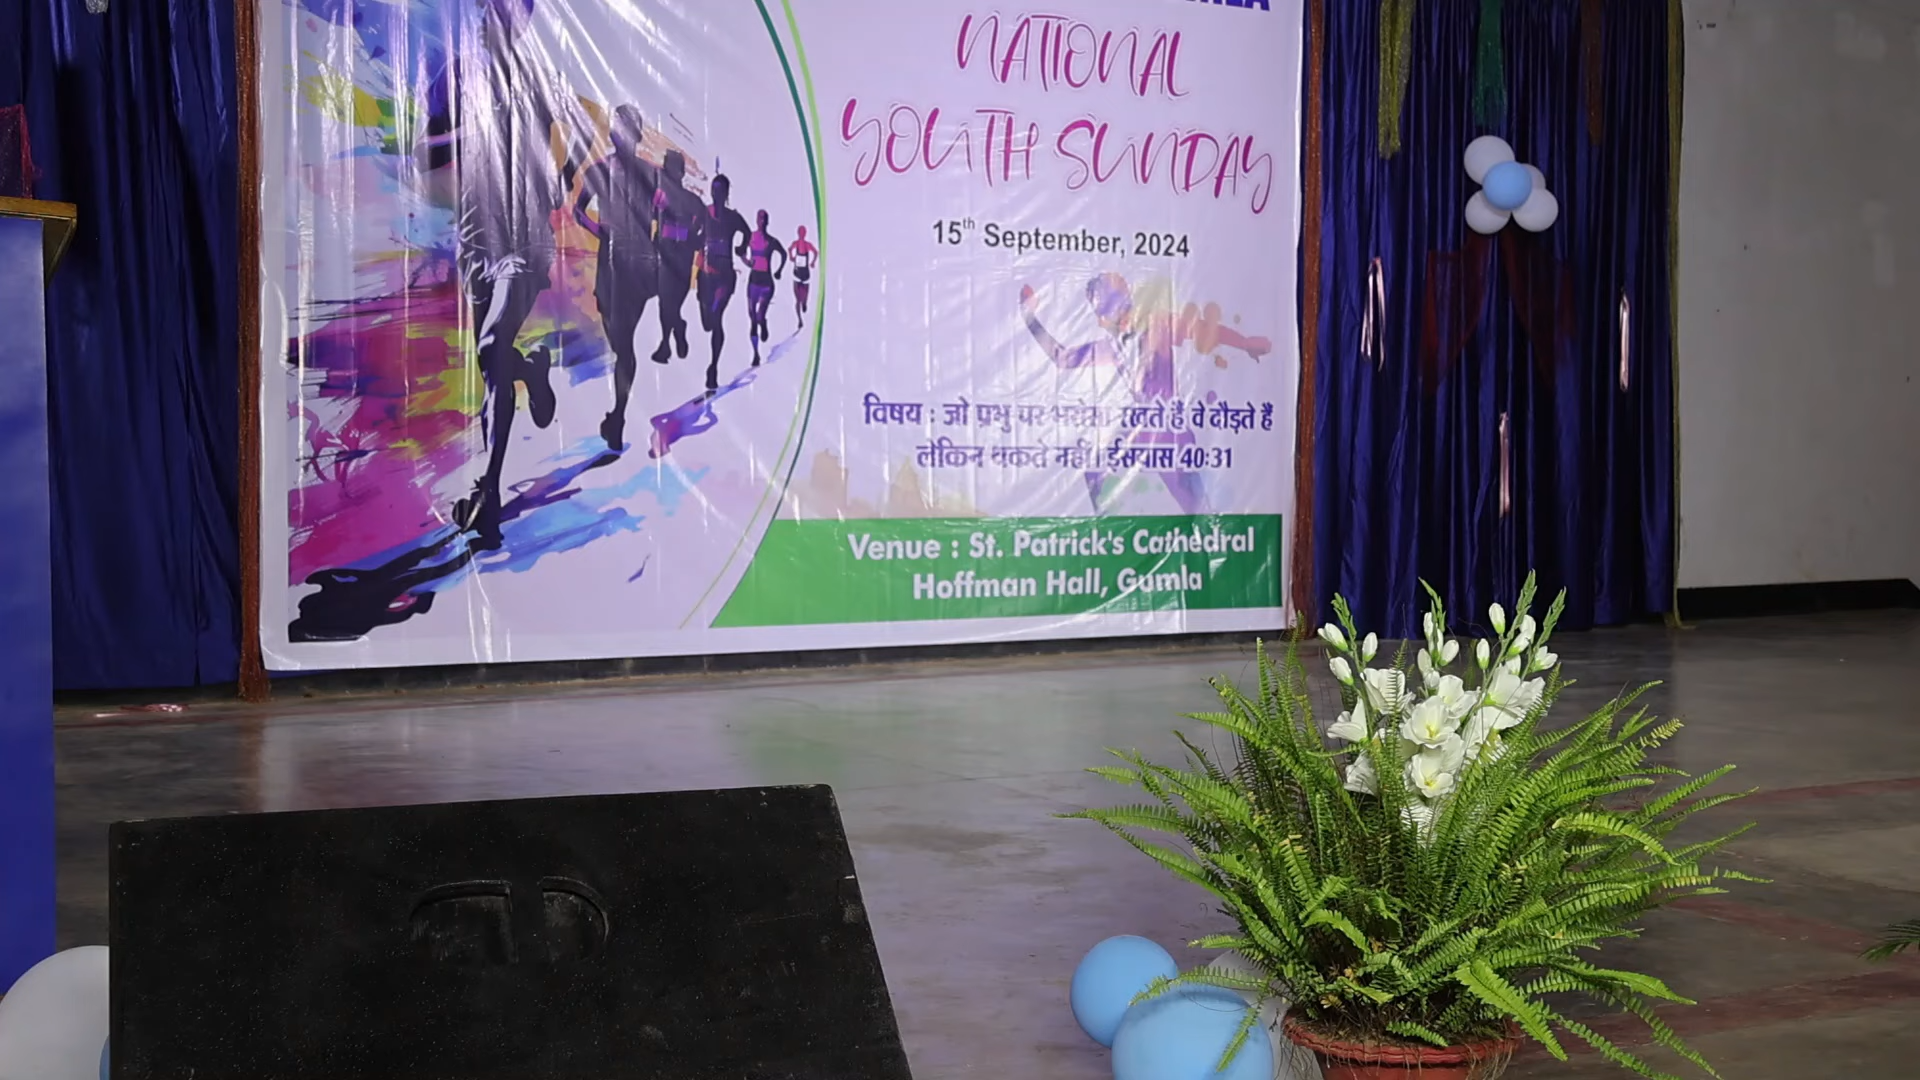 NATIONAL
YOUTH SUNDAY
15th September, 2024
विषय : जो प्रभु पर भरोसा रखते हैं वे दौड़ते हैं
लेकिन थकते नहीं। ईसायास 40:31
Venue : St. Patrick's Cathedral
Hoffman Hall, Gumla